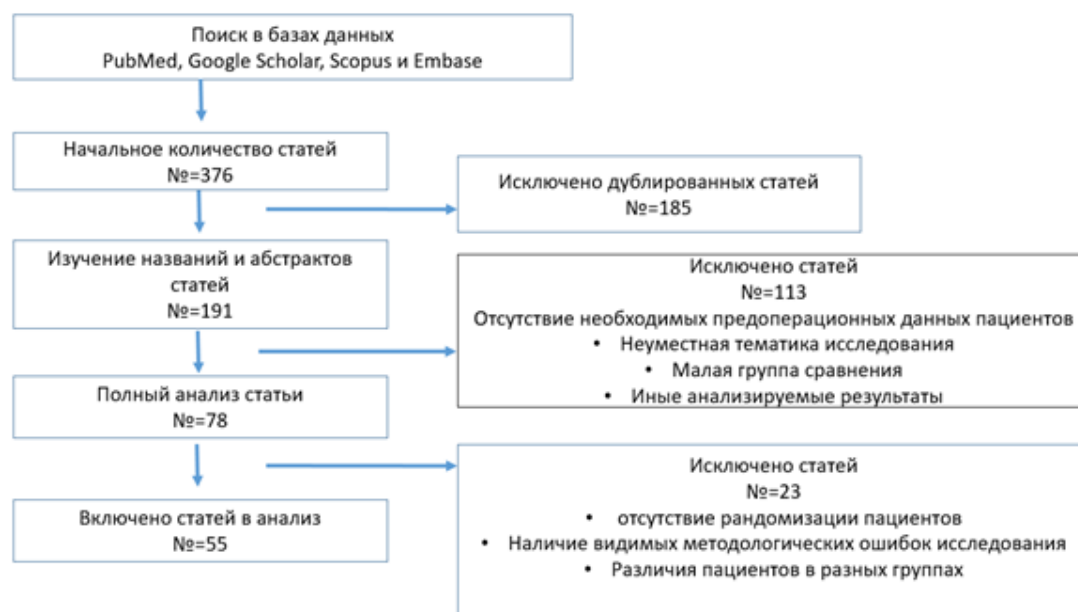 Поиск в базах данных
PubMed, Google Scholar, Scopus и Embase
Начальное количество статей
№=376
Исключено дублированных статей
№=185
Изучение названий и абстрактов
статей
№=191
Исключено статей
№=113
Отсутствие необходимых предоперационных данных пациентов
• Неуместная тематика исследования
• Малая группа сравнения
• Иные анализируемые результаты
Полный анализ статьи
№=78
Исключено статей
№=23
• отсутствие рандомизации пациентов
• Наличие видимых методологических ошибок исследования
• Различия пациентов в разных группах
Включено статей в анализ
№=55